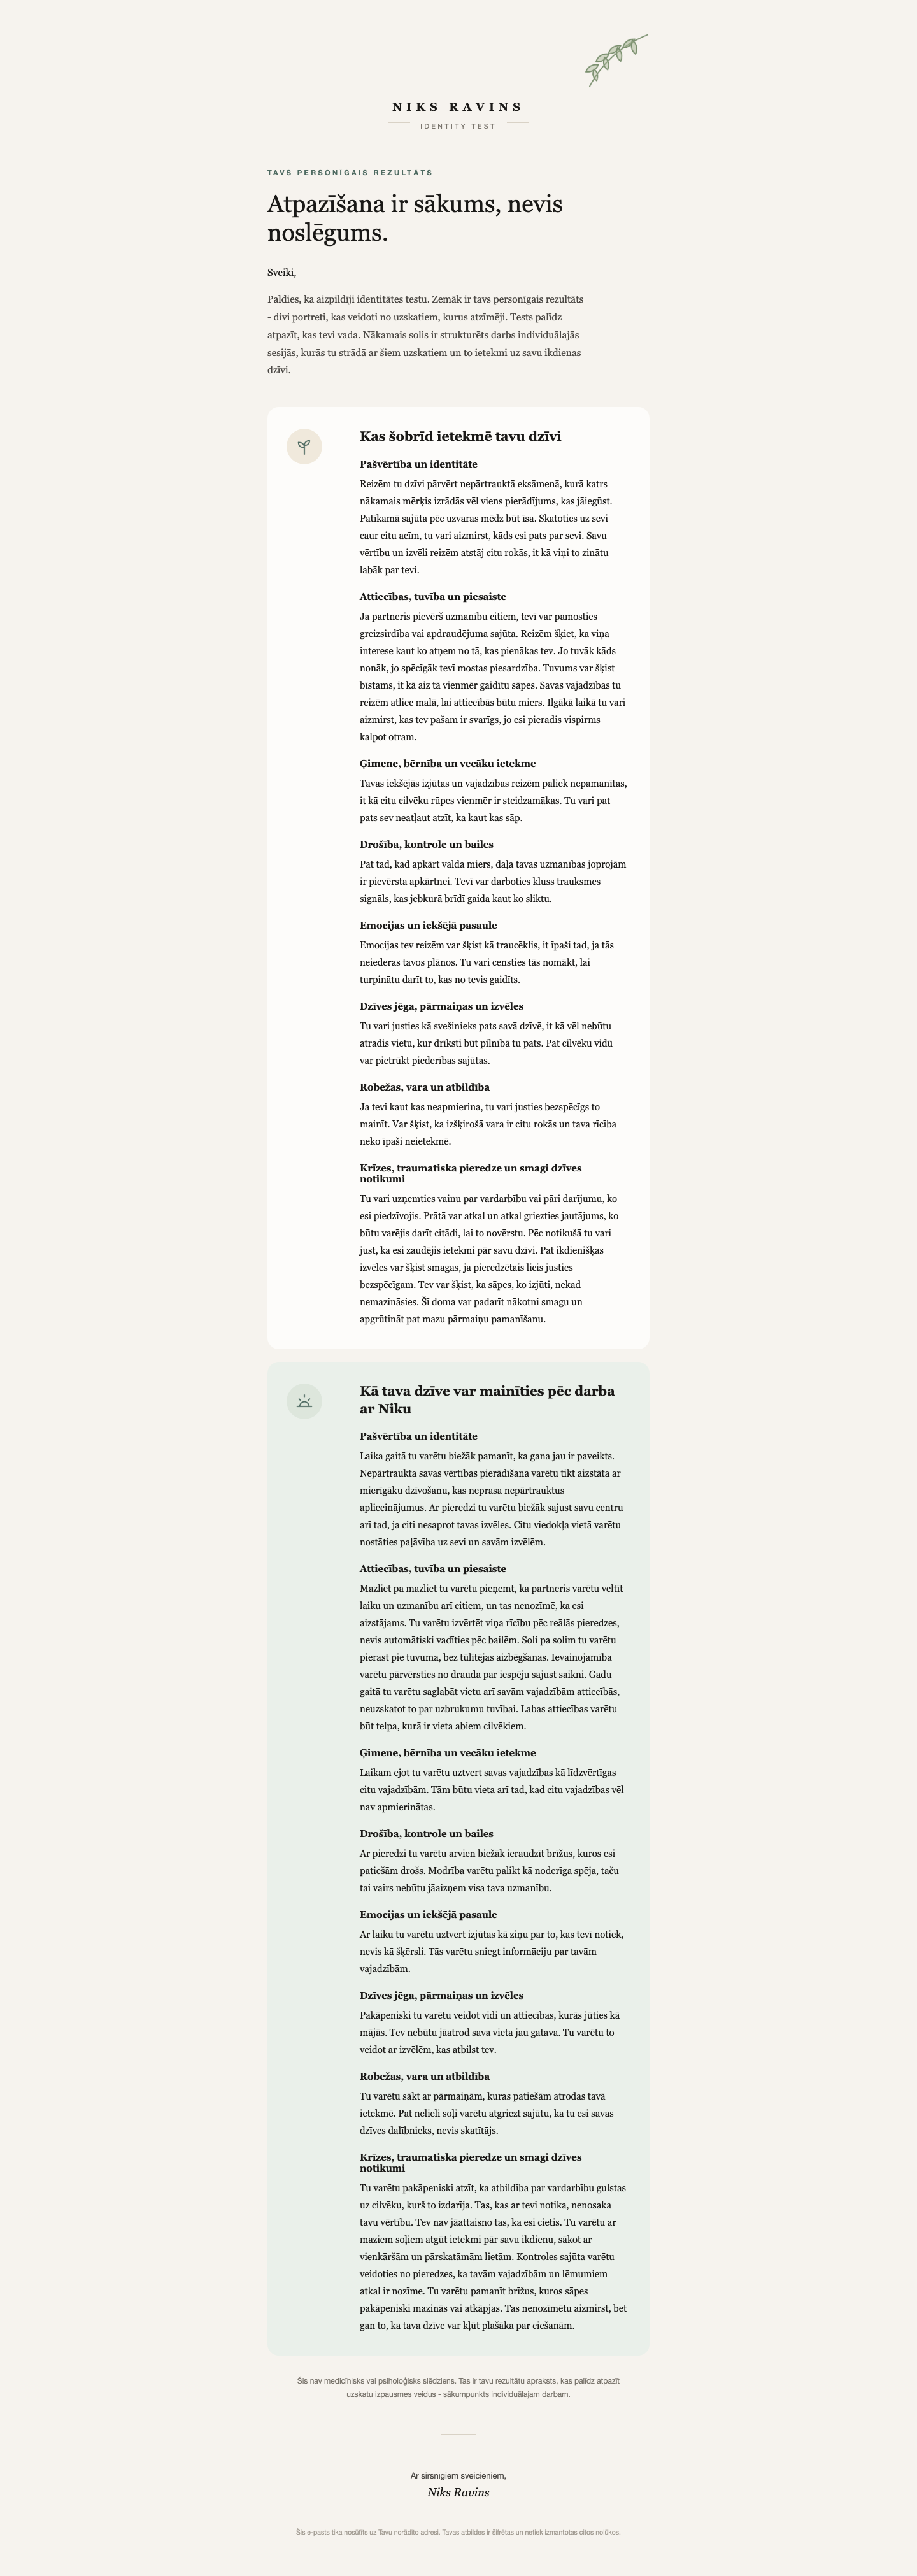 NIKS RAVINS
IDENTITY TEST
TAVS PERSONĪGAIS REZULTĀTS
Atpazīšana ir sākums, nevis
noslēgums.
Sveiki,
Paldies, ka aizpildīji identitātes testu. Zemāk ir tavs personīgais rezultāts
- divi portreti, kas veidoti no uzskatiem, kurus atzīmēji. Tests palīdz
atpazīt, kas tevi vada. Nākamais solis ir strukturēts darbs individuālajās
sesijās, kurās tu strādā ar šiem uzskatiem un to ietekmi uz savu ikdienas
dzīvi.
Kas šobrīd ietekmē tavu dzīvi
Pašvērtība un identitāte
Reizēm tu dzīvi pārvērt nepārtrauktā eksāmenā, kurā katrs
nākamais mērķis izrādās vēl viens pierādījums, kas jāiegūst.
Patīkamā sajūta pēc uzvaras mēdz būt īsa. Skatoties uz sevi
caur citu acīm, tu vari aizmirst, kāds esi pats par sevi. Savu
vērtību un izvēli reizēm atstāj citu rokās, it kā viņi to zinātu
labāk par tevi.
Attiecības, tuvība un piesaiste
Ja partneris pievērš uzmanību citiem, tevī var pamosties
greizsirdība vai apdraudējuma sajūta. Reizēm šķiet, ka viņa
interese kaut ko atņem no tā, kas pienākas tev. Jo tuvāk kāds
nonāk, jo spēcīgāk tevī mostas piesardzība. Tuvums var šķist
bīstams, it kā aiz tā vienmēr gaidītu sāpes. Savas vajadzības tu
reizēm atliec malā, lai attiecībās būtu miers. Ilgākā laikā tu vari
aizmirst, kas tev pašam ir svarīgs, jo esi pieradis vispirms
kalpot otram.
Ģimene, bērnība un vecāku ietekme
Tavas iekšējās izjūtas un vajadzības reizēm paliek nepamanītas,
it kā citu cilvēku rūpes vienmēr ir steidzamākas. Tu vari pat
pats sev neatļaut atzīt, ka kaut kas sāp.
Drošība, kontrole un bailes
Pat tad, kad apkārt valda miers, daļa tavas uzmanības joprojām
ir pievērsta apkārtnei. Tevī var darboties kluss trauksmes
signāls, kas jebkurā brīdī gaida kaut ko sliktu.
Emocijas un iekšējā pasaule
Emocijas tev reizēm var šķist kā traucēklis, it īpaši tad, ja tās
neiederas tavos plānos. Tu vari censties tās nomākt, lai
turpinātu darīt to, kas no tevis gaidīts.
Dzīves jēga, pārmaiņas un izvēles
Tu vari justies kā svešinieks pats savā dzīvē, it kā vēl nebūtu
atradis vietu, kur drīksti būt pilnībā tu pats. Pat cilvēku vidū
var pietrūkt piederības sajūtas.
Robežas, vara un atbildība
Ja tevi kaut kas neapmierina, tu vari justies bezspēcīgs to
mainīt. Var šķist, ka izšķirošā vara ir citu rokās un tava rīcība
neko īpaši neietekmē.
Krīzes, traumatiska pieredze un smagi dzīves
notikumi
Tu vari uzņemties vainu par vardarbību vai pāri darījumu, ko
esi piedzīvojis. Prātā var atkal un atkal griezties jautājums, ko
būtu varējis darīt citādi, lai to novērstu. Pēc notikušā tu vari
just, ka esi zaudējis ietekmi pār savu dzīvi. Pat ikdienišķas
izvēles var šķist smagas, ja pieredzētais licis justies
bezspēcīgam. Tev var šķist, ka sāpes, ko izjūti, nekad
nemazināsies. Šī doma var padarīt nākotni smagu un
apgrūtināt pat mazu pārmaiņu pamanīšanu.
Kā tava dzīve var mainīties pēc darba
ar Niku
Pašvērtība un identitāte
Laika gaitā tu varētu biežāk pamanīt, ka gana jau ir paveikts.
Nepārtraukta savas vērtības pierādīšana varētu tikt aizstāta ar
mierīgāku dzīvošanu, kas neprasa nepārtrauktus
apliecinājumus. Ar pieredzi tu varētu biežāk sajust savu centru
arī tad, ja citi nesaprot tavas izvēles. Citu viedokļa vietā varētu
nostāties paļāvība uz sevi un savām izvēlēm.
Attiecības, tuvība un piesaiste
Mazliet pa mazliet tu varētu pieņemt, ka partneris varētu veltīt
laiku un uzmanību arī citiem, un tas nenozīmē, ka esi
aizstājams. Tu varētu izvērtēt viņa rīcību pēc reālās pieredzes,
nevis automātiski vadīties pēc bailēm. Soli pa solim tu varētu
pierast pie tuvuma, bez tūlītējas aizbēgšanas. Ievainojamība
varētu pārvērsties no drauda par iespēju sajust saikni. Gadu
gaitā tu varētu saglabāt vietu arī savām vajadzībām attiecībās,
neuzskatot to par uzbrukumu tuvībai. Labas attiecības varētu
būt telpa, kurā ir vieta abiem cilvēkiem.
Ģimene, bērnība un vecāku ietekme
Laikam ejot tu varētu uztvert savas vajadzības kā līdzvērtīgas
citu vajadzībām. Tām būtu vieta arī tad, kad citu vajadzības vēl
nav apmierinātas.
Drošība, kontrole un bailes
Ar pieredzi tu varētu arvien biežāk ieraudzīt brīžus, kuros esi
patiešām drošs. Modrība varētu palikt kā noderīga spēja, taču
tai vairs nebūtu jāaizņem visa tava uzmanību.
Emocijas un iekšējā pasaule
Ar laiku tu varētu uztvert izjūtas kā ziņu par to, kas tevī notiek,
nevis kā šķērsli. Tās varētu sniegt informāciju par tavām
vajadzībām.
Dzīves jēga, pārmaiņas un izvēles
Pakāpeniski tu varētu veidot vidi un attiecības, kurās jūties kā
mājās. Tev nebūtu jāatrod sava vieta jau gatava. Tu varētu to
veidot ar izvēlēm, kas atbilst tev.
Robežas, vara un atbildība
Tu varētu sākt ar pārmaiņām, kuras patiešām atrodas tavā
ietekmē. Pat nelieli soļi varētu atgriezt sajūtu, ka tu esi savas
dzīves dalībnieks, nevis skatītājs.
Krīzes, traumatiska pieredze un smagi dzīves
notikumi
Tu varētu pakāpeniski atzīt, ka atbildība par vardarbību gulstas
uz cilvēku, kurš to izdarīja. Tas, kas ar tevi notika, nenosaka
tavu vērtību. Tev nav jāattaisno tas, ka esi cietis. Tu varētu ar
maziem soļiem atgūt ietekmi pār savu ikdienu, sākot ar
vienkāršām un pārskatāmām lietām. Kontroles sajūta varētu
veidoties no pieredzes, ka tavām vajadzībām un lēmumiem
atkal ir nozīme. Tu varētu pamanīt brīžus, kuros sāpes
pakāpeniski mazinās vai atkāpjas. Tas nenozīmētu aizmirst, bet
gan to, ka tava dzīve var kļūt plašāka par ciešanām.
Šis nav medicīnisks vai psiholoģisks slēdziens. Tas ir tavu rezultātu apraksts, kas palīdz atpazīt
uzskatu izpausmes veidus - sākumpunkts individuālajam darbam.
Ar sirsnīgiem sveicieniem,
Niks Ravins
Šis e-pasts tika nosūtīts uz Tavu norādīto adresi. Tavas atbildes ir šifrētas un netiek izmantotas citos nolūkos.